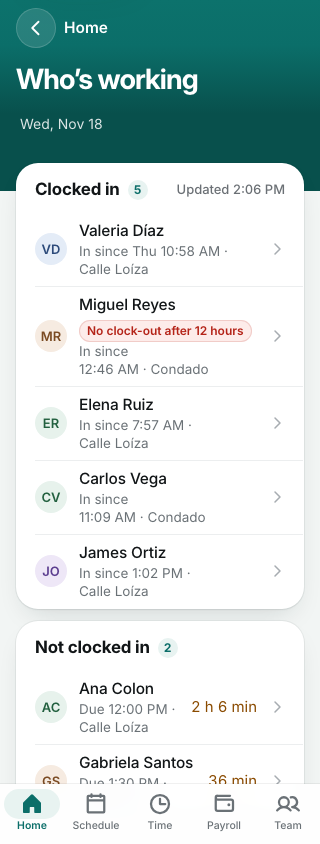 Home
Who's working
Wed, Nov 18
Clocked in 5 Updated 2:06 PM
VD
Valeria Díaz
In since Thu 10:58 AM ·
Calle Loíza
MR
Miguel Reyes
No clock-out after 12 hours
In since
12:46 AM · Condado
ER
Elena Ruiz
In since 7:57 AM ·
Calle Loíza
CV
Carlos Vega
In since
11:09 AM · Condado
JO
James Ortiz
In since 1:02 PM ·
Calle Loíza
Not clocked in 2
AC
Ana Colon
Due 12:00 PM ·
Calle Loíza
2 h 6 min
GS
Gabriela Santos
Due 1:30 PM ·
36 min
Home Schedule Time Payroll Team